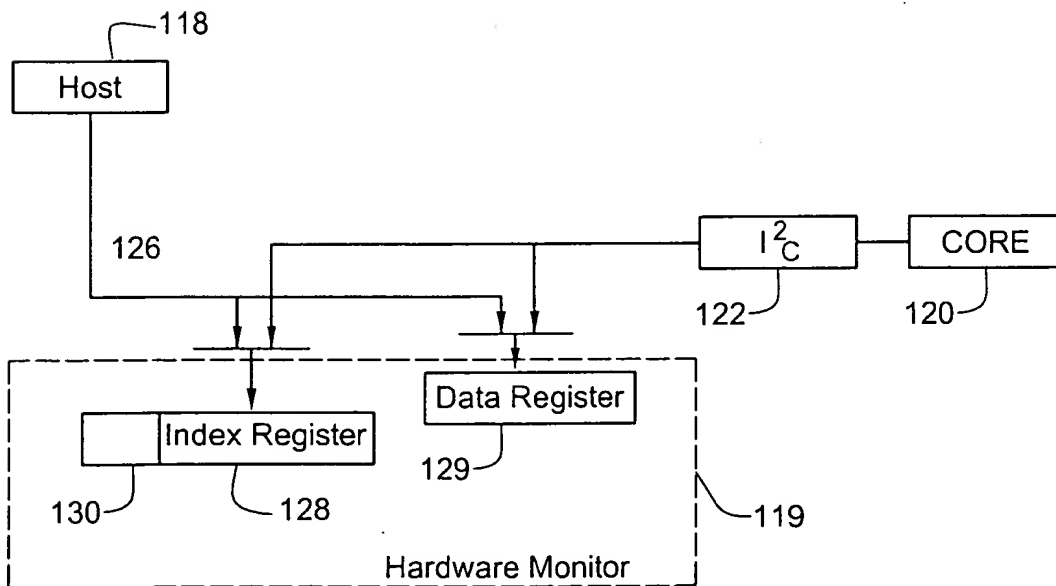 118
Host
126
I²C
CORE
122
120
Data Register
Index Register
129
130
128
119
Hardware Monitor